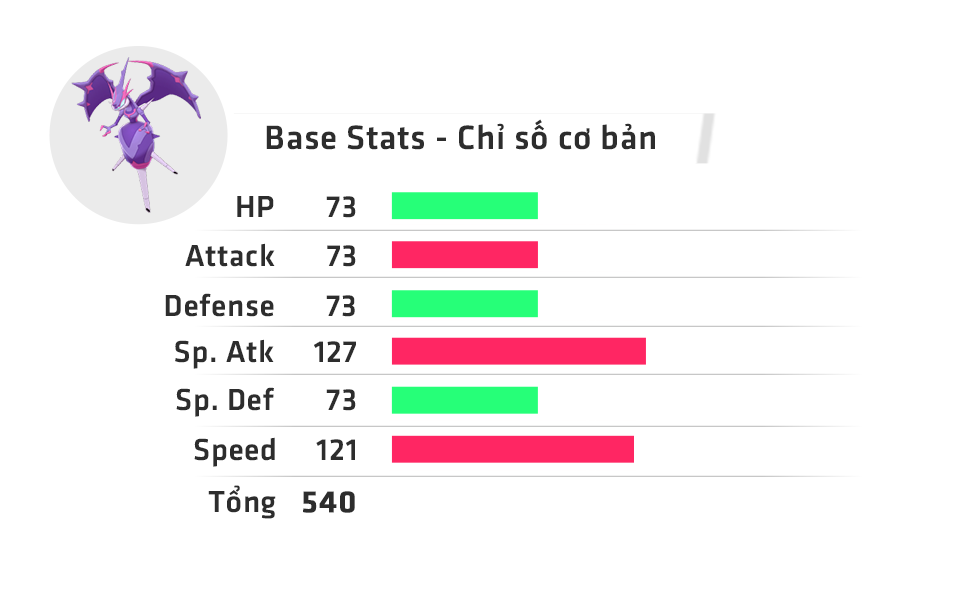 Base Stats - Chỉ số cơ bản
HP 73
Attack 73
Defense 73
Sp. Atk 127
Sp. Def 73
Speed 121
Tổng 540